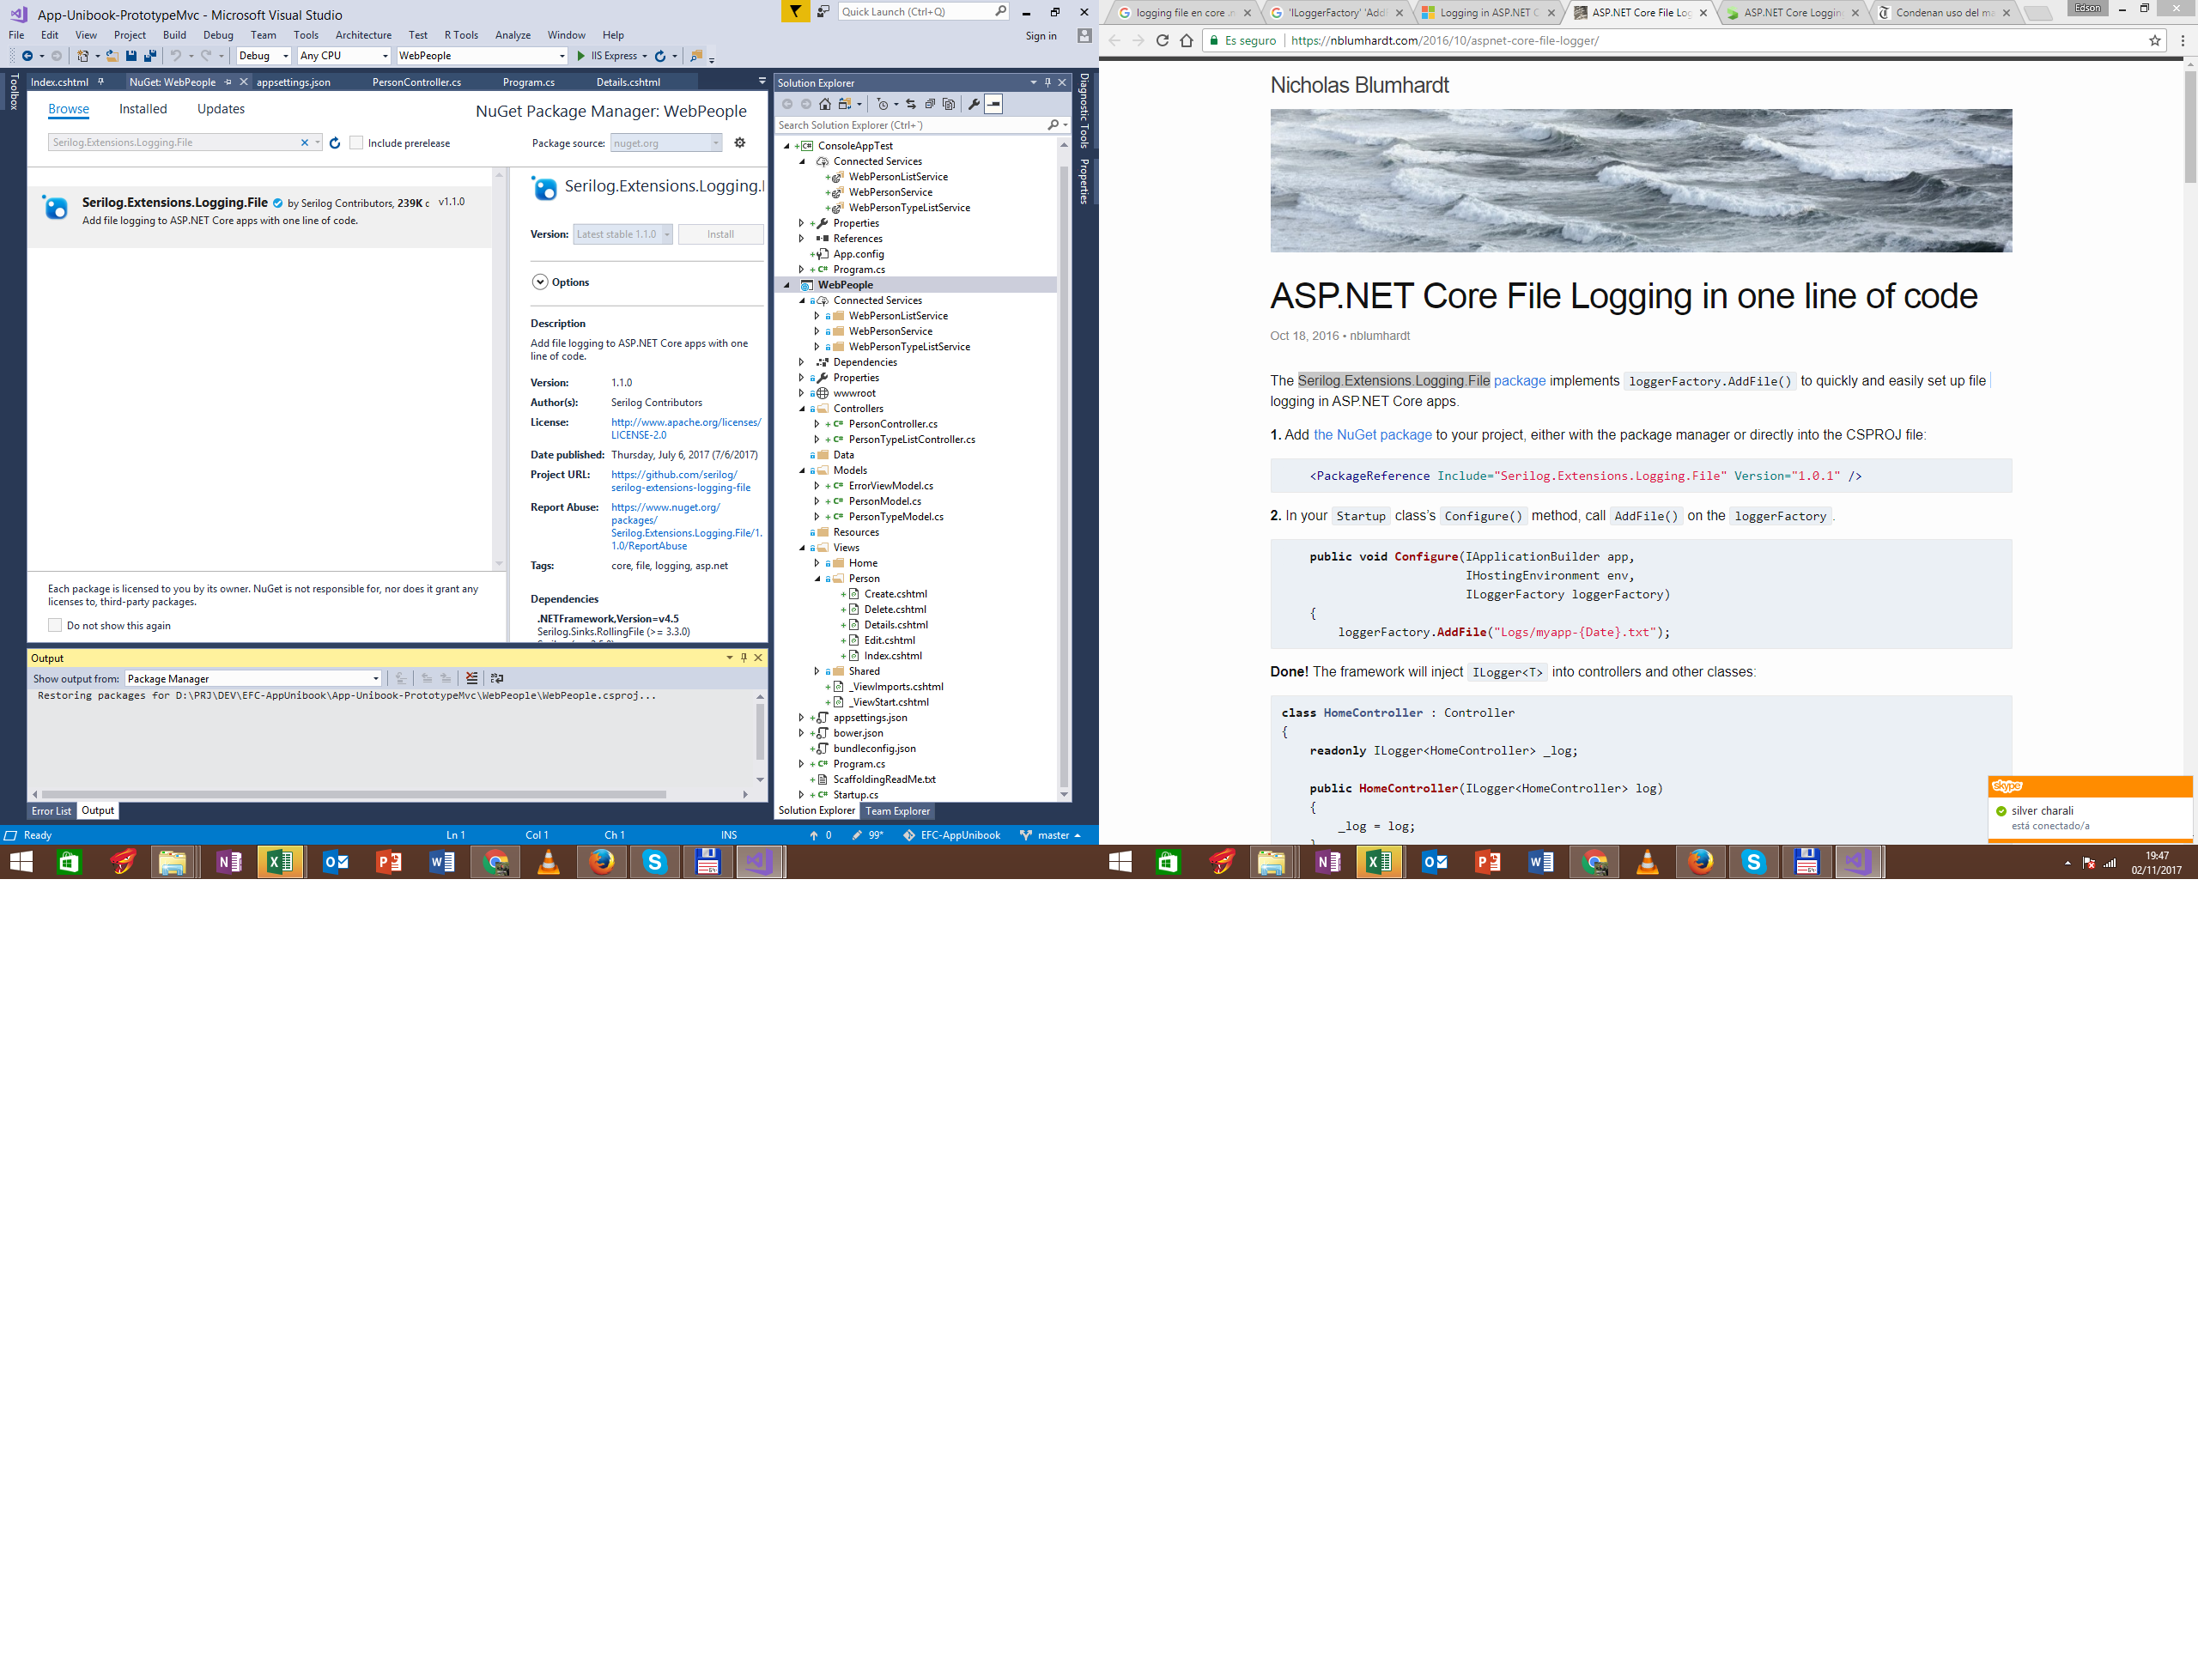 App-Unibook-PrototypeMvc - Microsoft Visual Studio
Quick Launch (Ctrl+Q)
File Edit View Project Build Debug Team Tools Architecture Test R Tools Analyze Window Help
Sign in
Debug Any CPU WebPeople IIS Express
Toolbox
Index.cshtml NuGet: WebPeople appsettings.json PersonController.cs Program.cs Details.cshtml
Browse Installed Updates
NuGet Package Manager: WebPeople
Serilog.Extensions.Logging.File
Include prerelease
Package source: nuget.org
Serilog.Extensions.Logging.File by Serilog Contributors, 239K v1.1.0
Add file logging to ASP.NET Core apps with one line of code.
Each package is licensed to you by its owner. NuGet is not responsible for, nor does it grant any
licenses to, third-party packages.
Do not show this again
Serilog.Extensions.Logging.
Version: Latest stable 1.1.0 Install
Options
Description
Add file logging to ASP.NET Core apps with one
line of code.
Version: 1.1.0
Author(s): Serilog Contributors
License: http://www.apache.org/licenses/
LICENSE-2.0
Date published: Thursday, July 6, 2017 (7/6/2017)
Project URL: https://github.com/serilog/
serilog-extensions-logging-file
Report Abuse: https://www.nuget.org/
packages/
Serilog.Extensions.Logging.File/1.
1.0/ReportAbuse
Tags: core, file, logging, asp.net
Dependencies
.NETFramework,Version=v4.5
Serilog.Sinks.RollingFile (>= 3.3.0)
Output
Show output from: Package Manager
Restoring packages for D:\PRJ\DEV\EFC-AppUnibook\App-Unibook-PrototypeMvc\WebPeople\WebPeople.csproj...
Error List Output
Solution Explorer
Search Solution Explorer (Ctrl+¨)
ConsoleAppTest
Connected Services
WebPersonListService
WebPersonService
WebPersonTypeListService
Properties
References
App.config
Program.cs
WebPeople
Connected Services
WebPersonListService
WebPersonService
WebPersonTypeListService
Dependencies
Properties
wwwroot
Controllers
PersonController.cs
PersonTypeListController.cs
Data
Models
ErrorViewModel.cs
PersonModel.cs
PersonTypeModel.cs
Resources
Views
Home
Person
Create.cshtml
Delete.cshtml
Details.cshtml
Edit.cshtml
Index.cshtml
Shared
_ViewImports.cshtml
_ViewStart.cshtml
appsettings.json
bower.json
bundleconfig.json
Program.cs
ScaffoldingReadMe.txt
Startup.cs
Solution Explorer Team Explorer
Diagnostic Tools
Properties
Ready Ln 1 Col 1 Ch 1 INS 0 99* EFC-AppUnibook master
logging file en core .n 'ILoggerFactory' 'Add Logging in ASP.NET C ASP.NET Core File Log ASP.NET Core Logging Condenan uso del ma
Edson
Es seguro https://nblumhardt.com/2016/10/aspnet-core-file-logger/
Nicholas Blumhardt
ASP.NET Core File Logging in one line of code
Oct 18, 2016 • nblumhardt
The Serilog.Extensions.Logging.File package implements loggerFactory.AddFile() to quickly and easily set up file
logging in ASP.NET Core apps.
1. Add the NuGet package to your project, either with the package manager or directly into the CSPROJ file:
<PackageReference Include="Serilog.Extensions.Logging.File" Version="1.0.1" />
2. In your Startup class’s Configure() method, call AddFile() on the loggerFactory.
public void Configure(IApplicationBuilder app,
IHostingEnvironment env,
ILoggerFactory loggerFactory)
{
loggerFactory.AddFile("Logs/myapp-{Date}.txt");
Done! The framework will inject ILogger<T> into controllers and other classes:
class HomeController : Controller
{
readonly ILogger<HomeController> _log;
public HomeController(ILogger<HomeController> log)
{
_log = log;
skype
silver charali
está conectado/a
19:47
02/11/2017